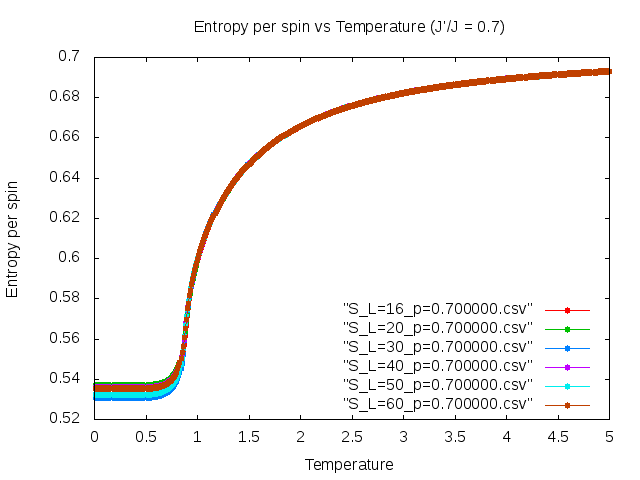 Entropy per spin vs Temperature (J'/J = 0.7)
0.7
0.68
0.66
0.64
0.62
0.6
0.58
0.56
0.54
0.52
Entropy per spin
"S_L=16_p=0.700000.csv"
"S_L=20_p=0.700000.csv"
"S_L=30_p=0.700000.csv"
"S_L=40_p=0.700000.csv"
"S_L=50_p=0.700000.csv"
"S_L=60_p=0.700000.csv"
0 0.5 1 1.5 2 2.5 3 3.5 4 4.5 5
Temperature